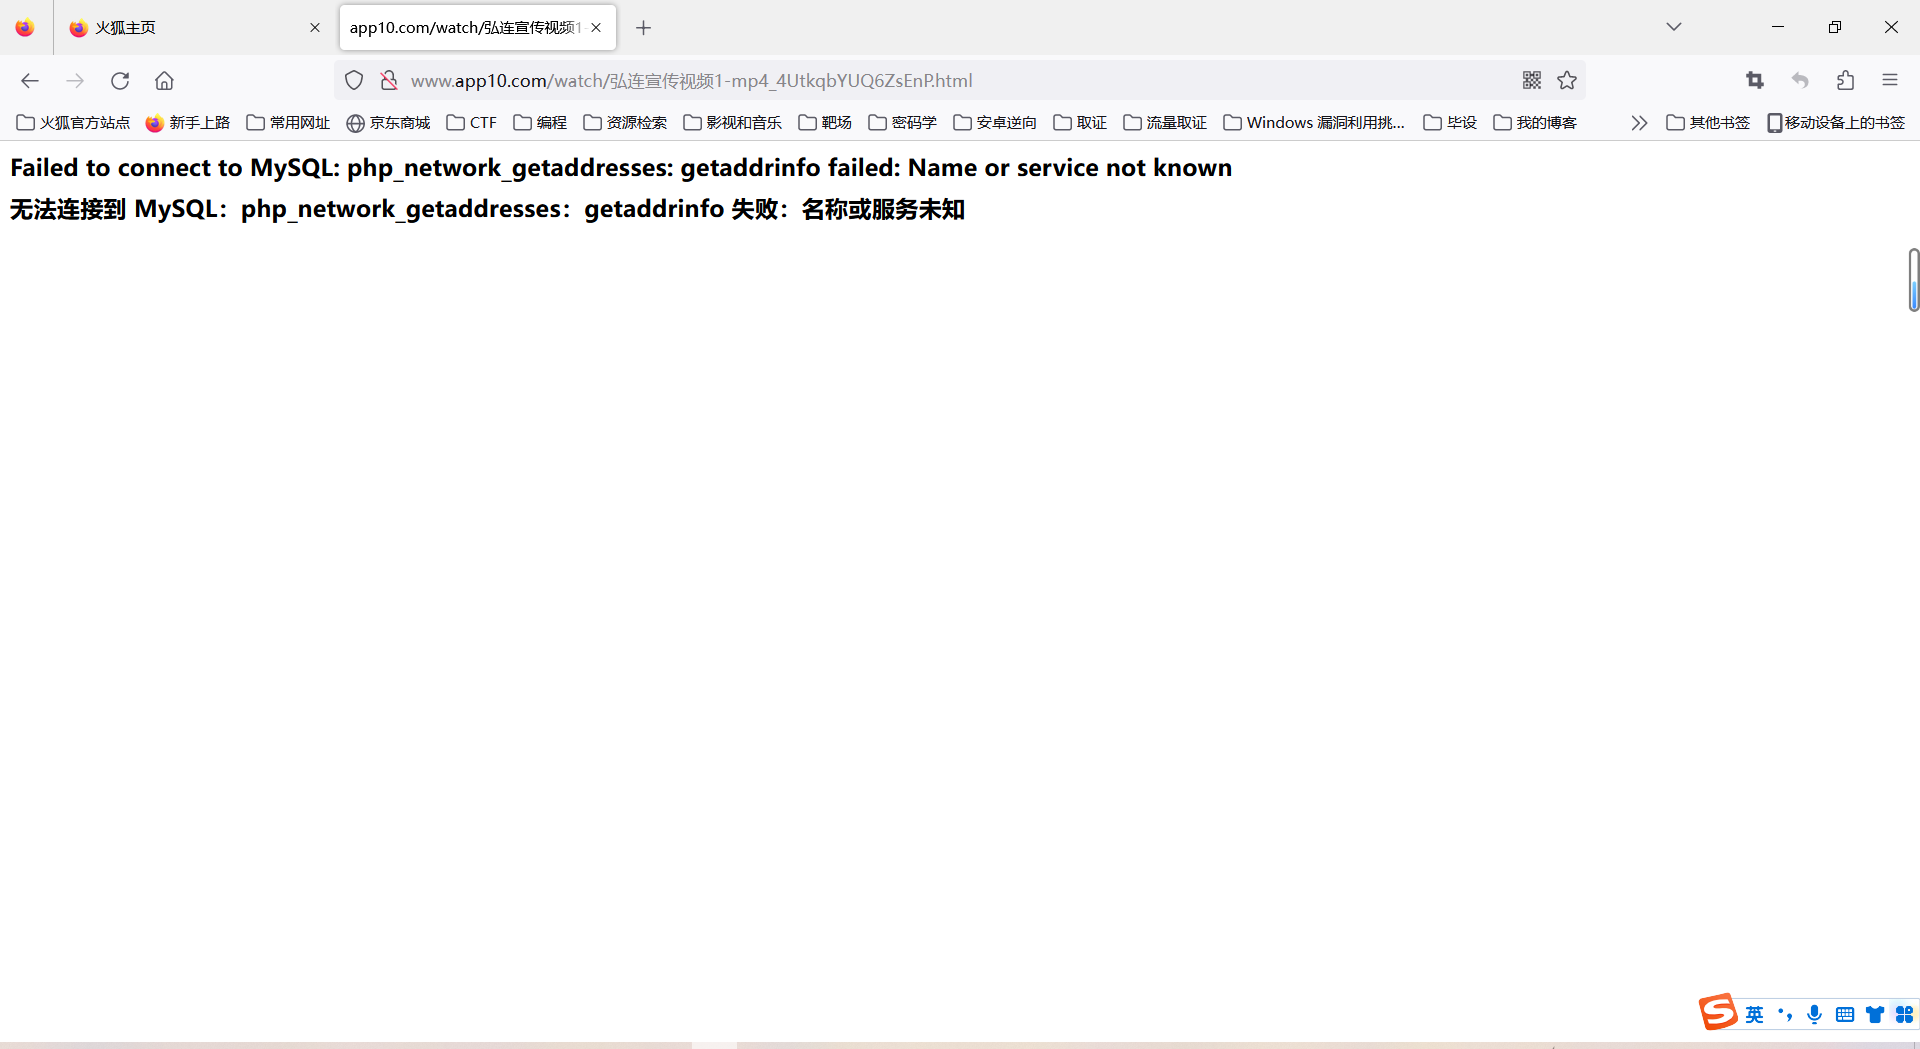 火狐主页
app10.com/watch/弘连宣传视频1
www.app10.com/watch/弘连宣传视频1-mp4_4UtkqbYUQ6ZsEnP.html
火狐官方站点 新手上路 常用网址 京东商城 CTF 编程 资源检索 影视和音乐 靶场 密码学 安卓逆向 取证 流量取证 Windows 漏洞利用挑... 毕设 我的博客 其他书签 移动设备上的书签
Failed to connect to MySQL: php_network_getaddresses: getaddrinfo failed: Name or service not known
无法连接到 MySQL：php_network_getaddresses：getaddrinfo 失败：名称或服务未知
英